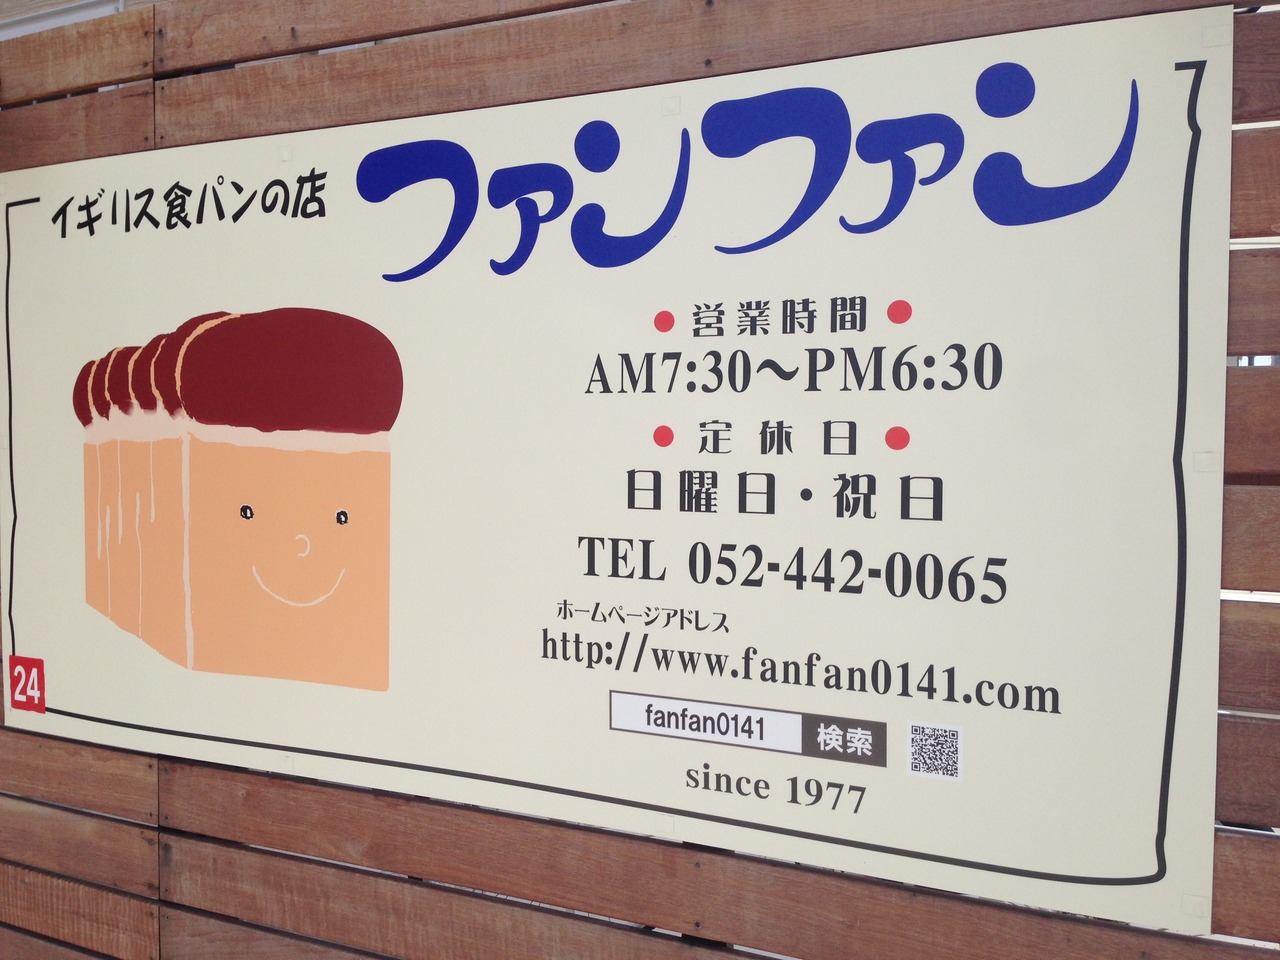 イギリス食パンの店
ファンファン
●営業時間●
AM7:30〜PM6:30
●定休日●
日曜日・祝日
TEL 052-442-0065
ホームページアドレス
http://www.fanfan0141.com
fanfan0141 検索
since 1977
24